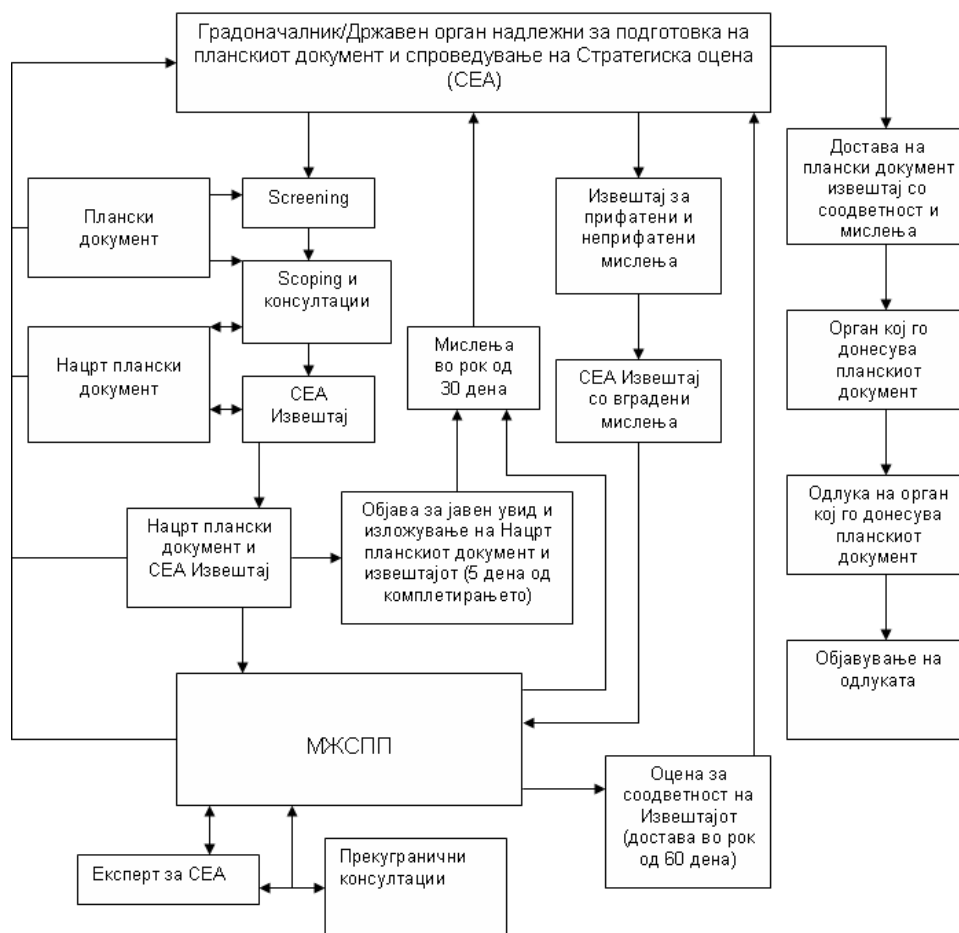 Градоначалник/Државен орган надлежни за подготовка на
планскиот документ и спроведување на Стратегиска оцена
(СЕА)
Плански
документ
Screening
Scoping и
консултации
Нацрт плански
документ
СЕА
Извештај
Мислења
во рок од
30 дена
Извештај за
прифатени и
неприфатени
мислења
СЕА Извештај
со вградени
мислења
Достава на
плански документ
извештај со
соодветност и
мислења
Орган кој го
донесува
планскиот
документ
Одлука на орган
кој го донесува
планскиот
документ
Објавување на
одлуката
Нацрт плански
документ и
СЕА Извештај
Објава за јавен увид и
изложување на Нацрт
планскиот документ и
извештајот (5 дена од
комплетирањето)
МЖСПП
Оцена за
соодветност на
Извештајот
(достава во рок
од 60 дена)
Експерт за СЕА
Прекугранични
консултации